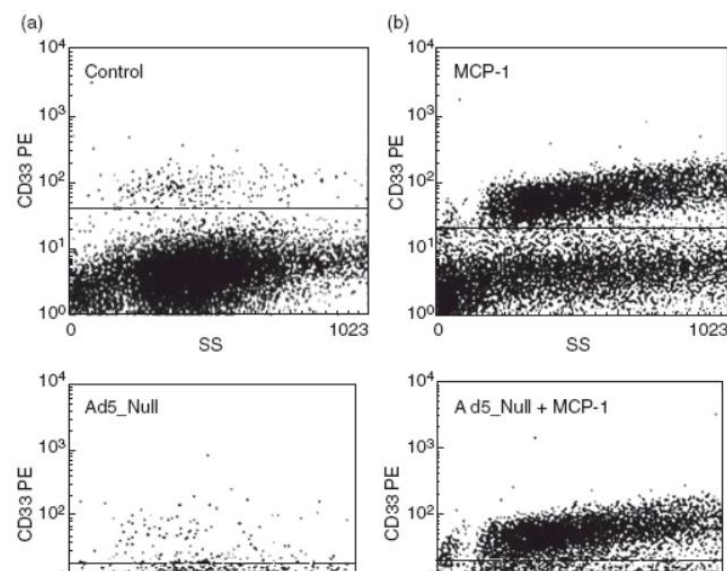 (a)
(b)
10⁴
Control
10³
CD33 PE
10²
10¹
10⁰
0
1023
SS
10⁴
MCP-1
10³
CD33 PE
10²
10¹
10⁰
0
1023
SS
10⁴
Ad5_Null
10³
CD33 PE
10²
10⁴
A d5_Null + MCP-1
10³
CD33 PE
10²